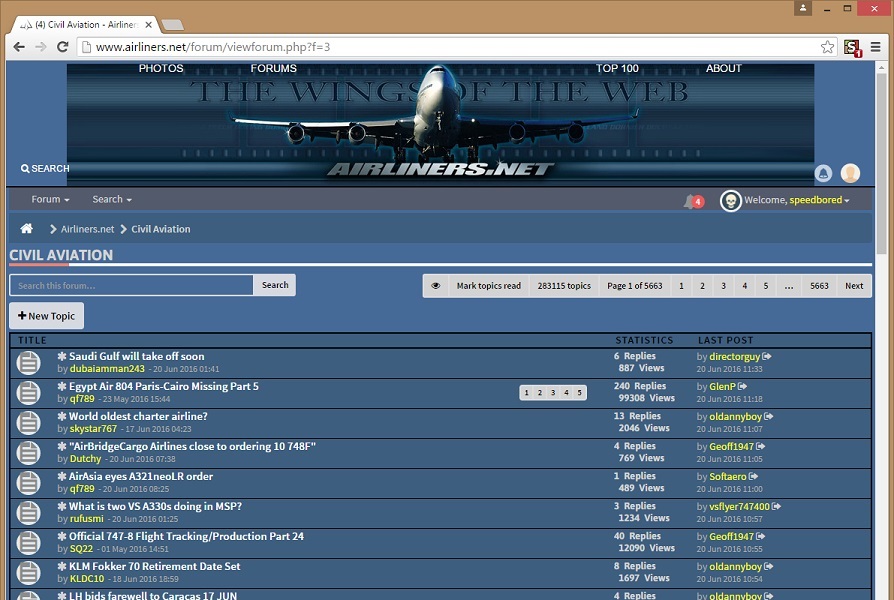 (4) Civil Aviation - Airliner
www.airliners.net/forum/viewforum.php?f=3
S 1
PHOTOS FORUMS TOP 100 ABOUT
THE WINGS OF THE WEB
AIRLINERS.NET
SEARCH
Forum Search 4 Welcome, speedbored
Airliners.net Civil Aviation
CIVIL AVIATION
Search this forum... Search Mark topics read 283115 topics Page 1 of 5663 1 2 3 4 5 ... 5663 Next
New Topic
TITLE STATISTICS LAST POST
Saudi Gulf will take off soon 6 Replies by directorguy
by dubaiamman243 - 20 Jun 2016 01:41 887 Views 20 Jun 2016 11:33
Egypt Air 804 Paris-Cairo Missing Part 5 1 2 3 4 5 240 Replies by GlenP
by qf789 - 23 May 2016 15:44 99308 Views 20 Jun 2016 11:18
World oldest charter airline? 13 Replies by oldannyboy
by skystar767 - 17 Jun 2016 04:23 2046 Views 20 Jun 2016 11:07
"AirBridgeCargo Airlines close to ordering 10 748F" 4 Replies by Geoff1947
by Dutchy - 20 Jun 2016 07:38 769 Views 20 Jun 2016 11:05
AirAsia eyes A321neoLR order 1 Replies by Softaero
by qf789 - 20 Jun 2016 08:25 489 Views 20 Jun 2016 11:00
What is two VS A330s doing in MSP? 3 Replies by vsflyer747400
by rufusmi - 20 Jun 2016 01:25 1234 Views 20 Jun 2016 10:57
Official 747-8 Flight Tracking/Production Part 24 40 Replies by Geoff1947
by SQ22 - 01 May 2016 14:51 12090 Views 20 Jun 2016 10:55
KLM Fokker 70 Retirement Date Set 8 Replies by oldannyboy
by KLDC10 - 18 Jun 2016 18:59 1697 Views 20 Jun 2016 10:54
LH bids farewell to Caracas 17 JUN 4 Replies by oldannyboy